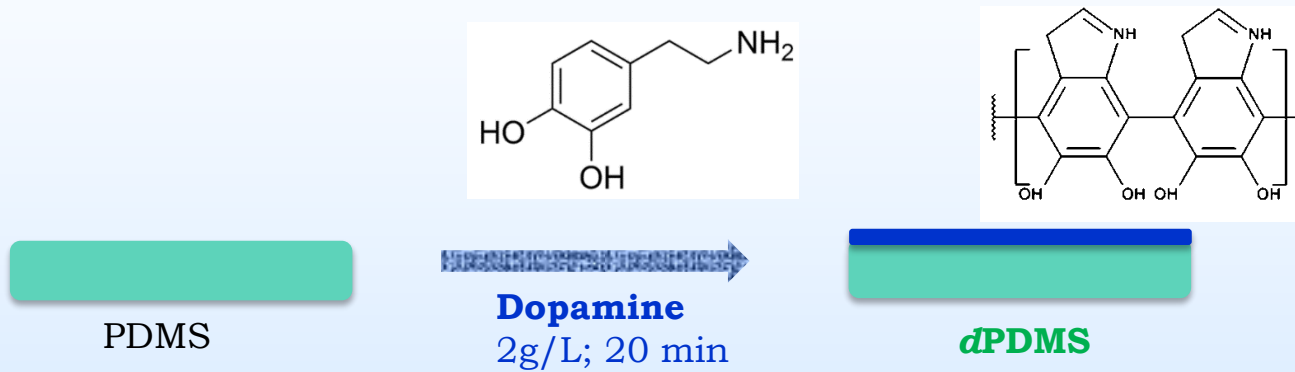 NH2
HO
OH
NH
NH
OH
OH
OH
OH
PDMS
Dopamine
2g/L; 20 min
dPDMS